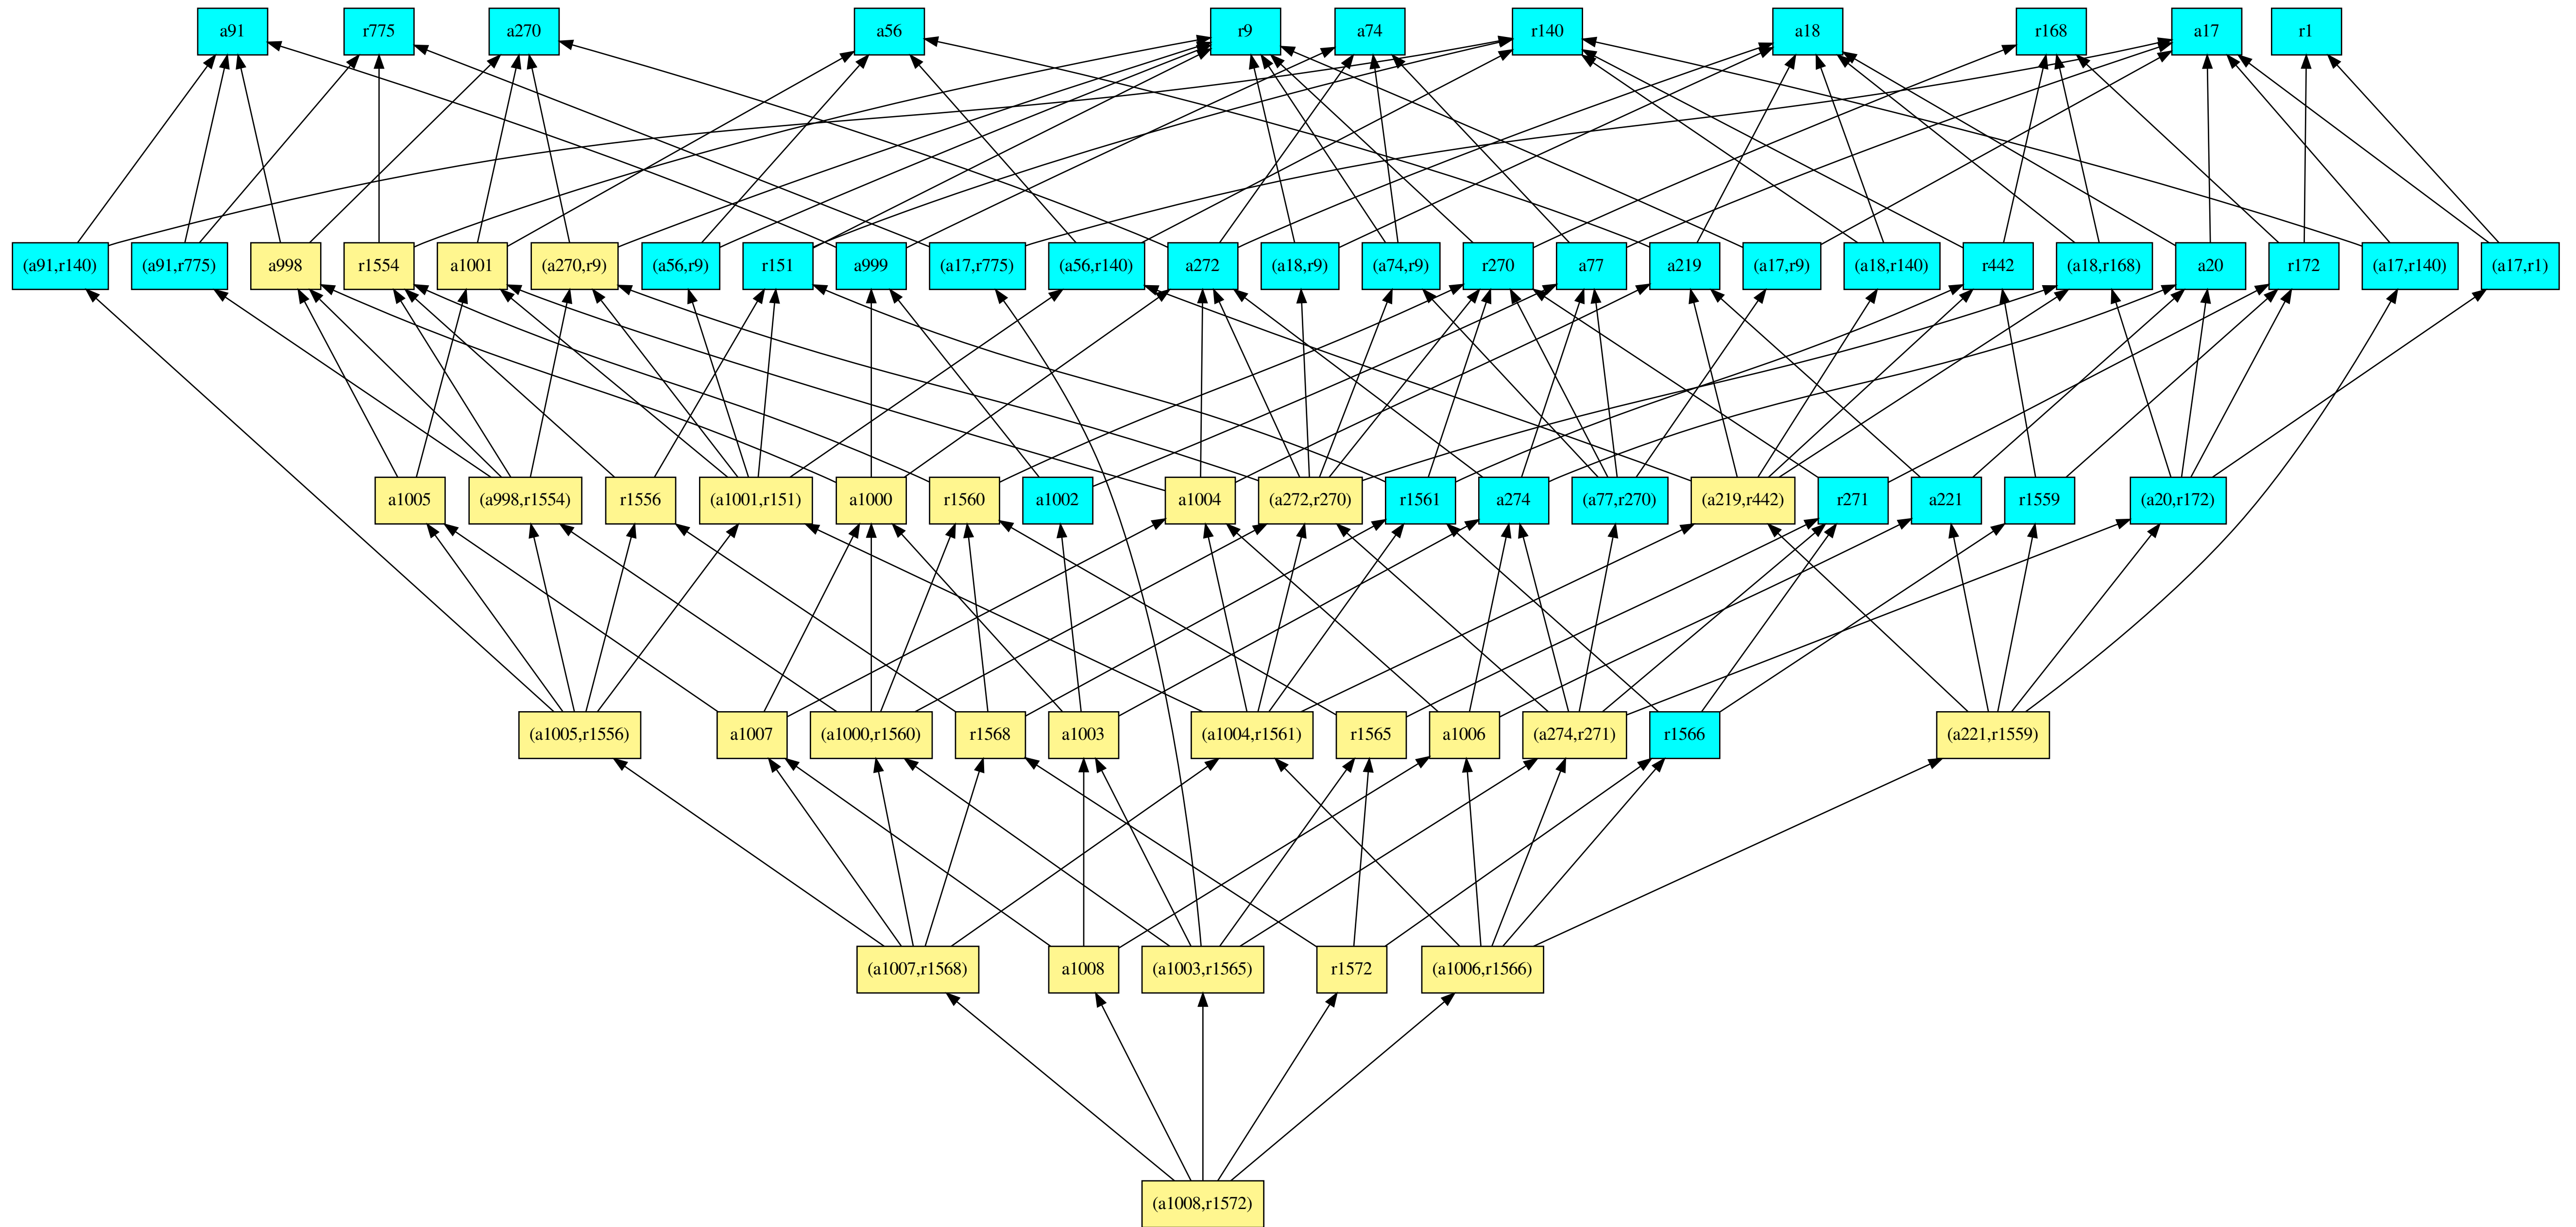 a91 r775 a270 a56 r9 a74 r140 a18 r168 a17 r1
(a91,r140) (a91,r775) a998 r1554 a1001 (a270,r9) (a56,r9) r151 a999 (a17,r775) (a56,r140) a272 (a18,r9) (a74,r9) r270 a77 a219 (a17,r9) (a18,r140) r442 (a18,r168) a20 r172 (a17,r140) (a17,r1)
a1005 (a998,r1554) r1556 (a1001,r151) a1000 r1560 a1002 a1004 (a272,r270) r1561 a274 (a77,r270) (a219,r442) r271 a221 r1559 (a20,r172)
(a1005,r1556) a1007 (a1000,r1560) r1568 a1003 (a1004,r1561) r1565 a1006 (a274,r271) r1566 (a221,r1559)
(a1007,r1568) a1008 (a1003,r1565) r1572 (a1006,r1566)
(a1008,r1572)